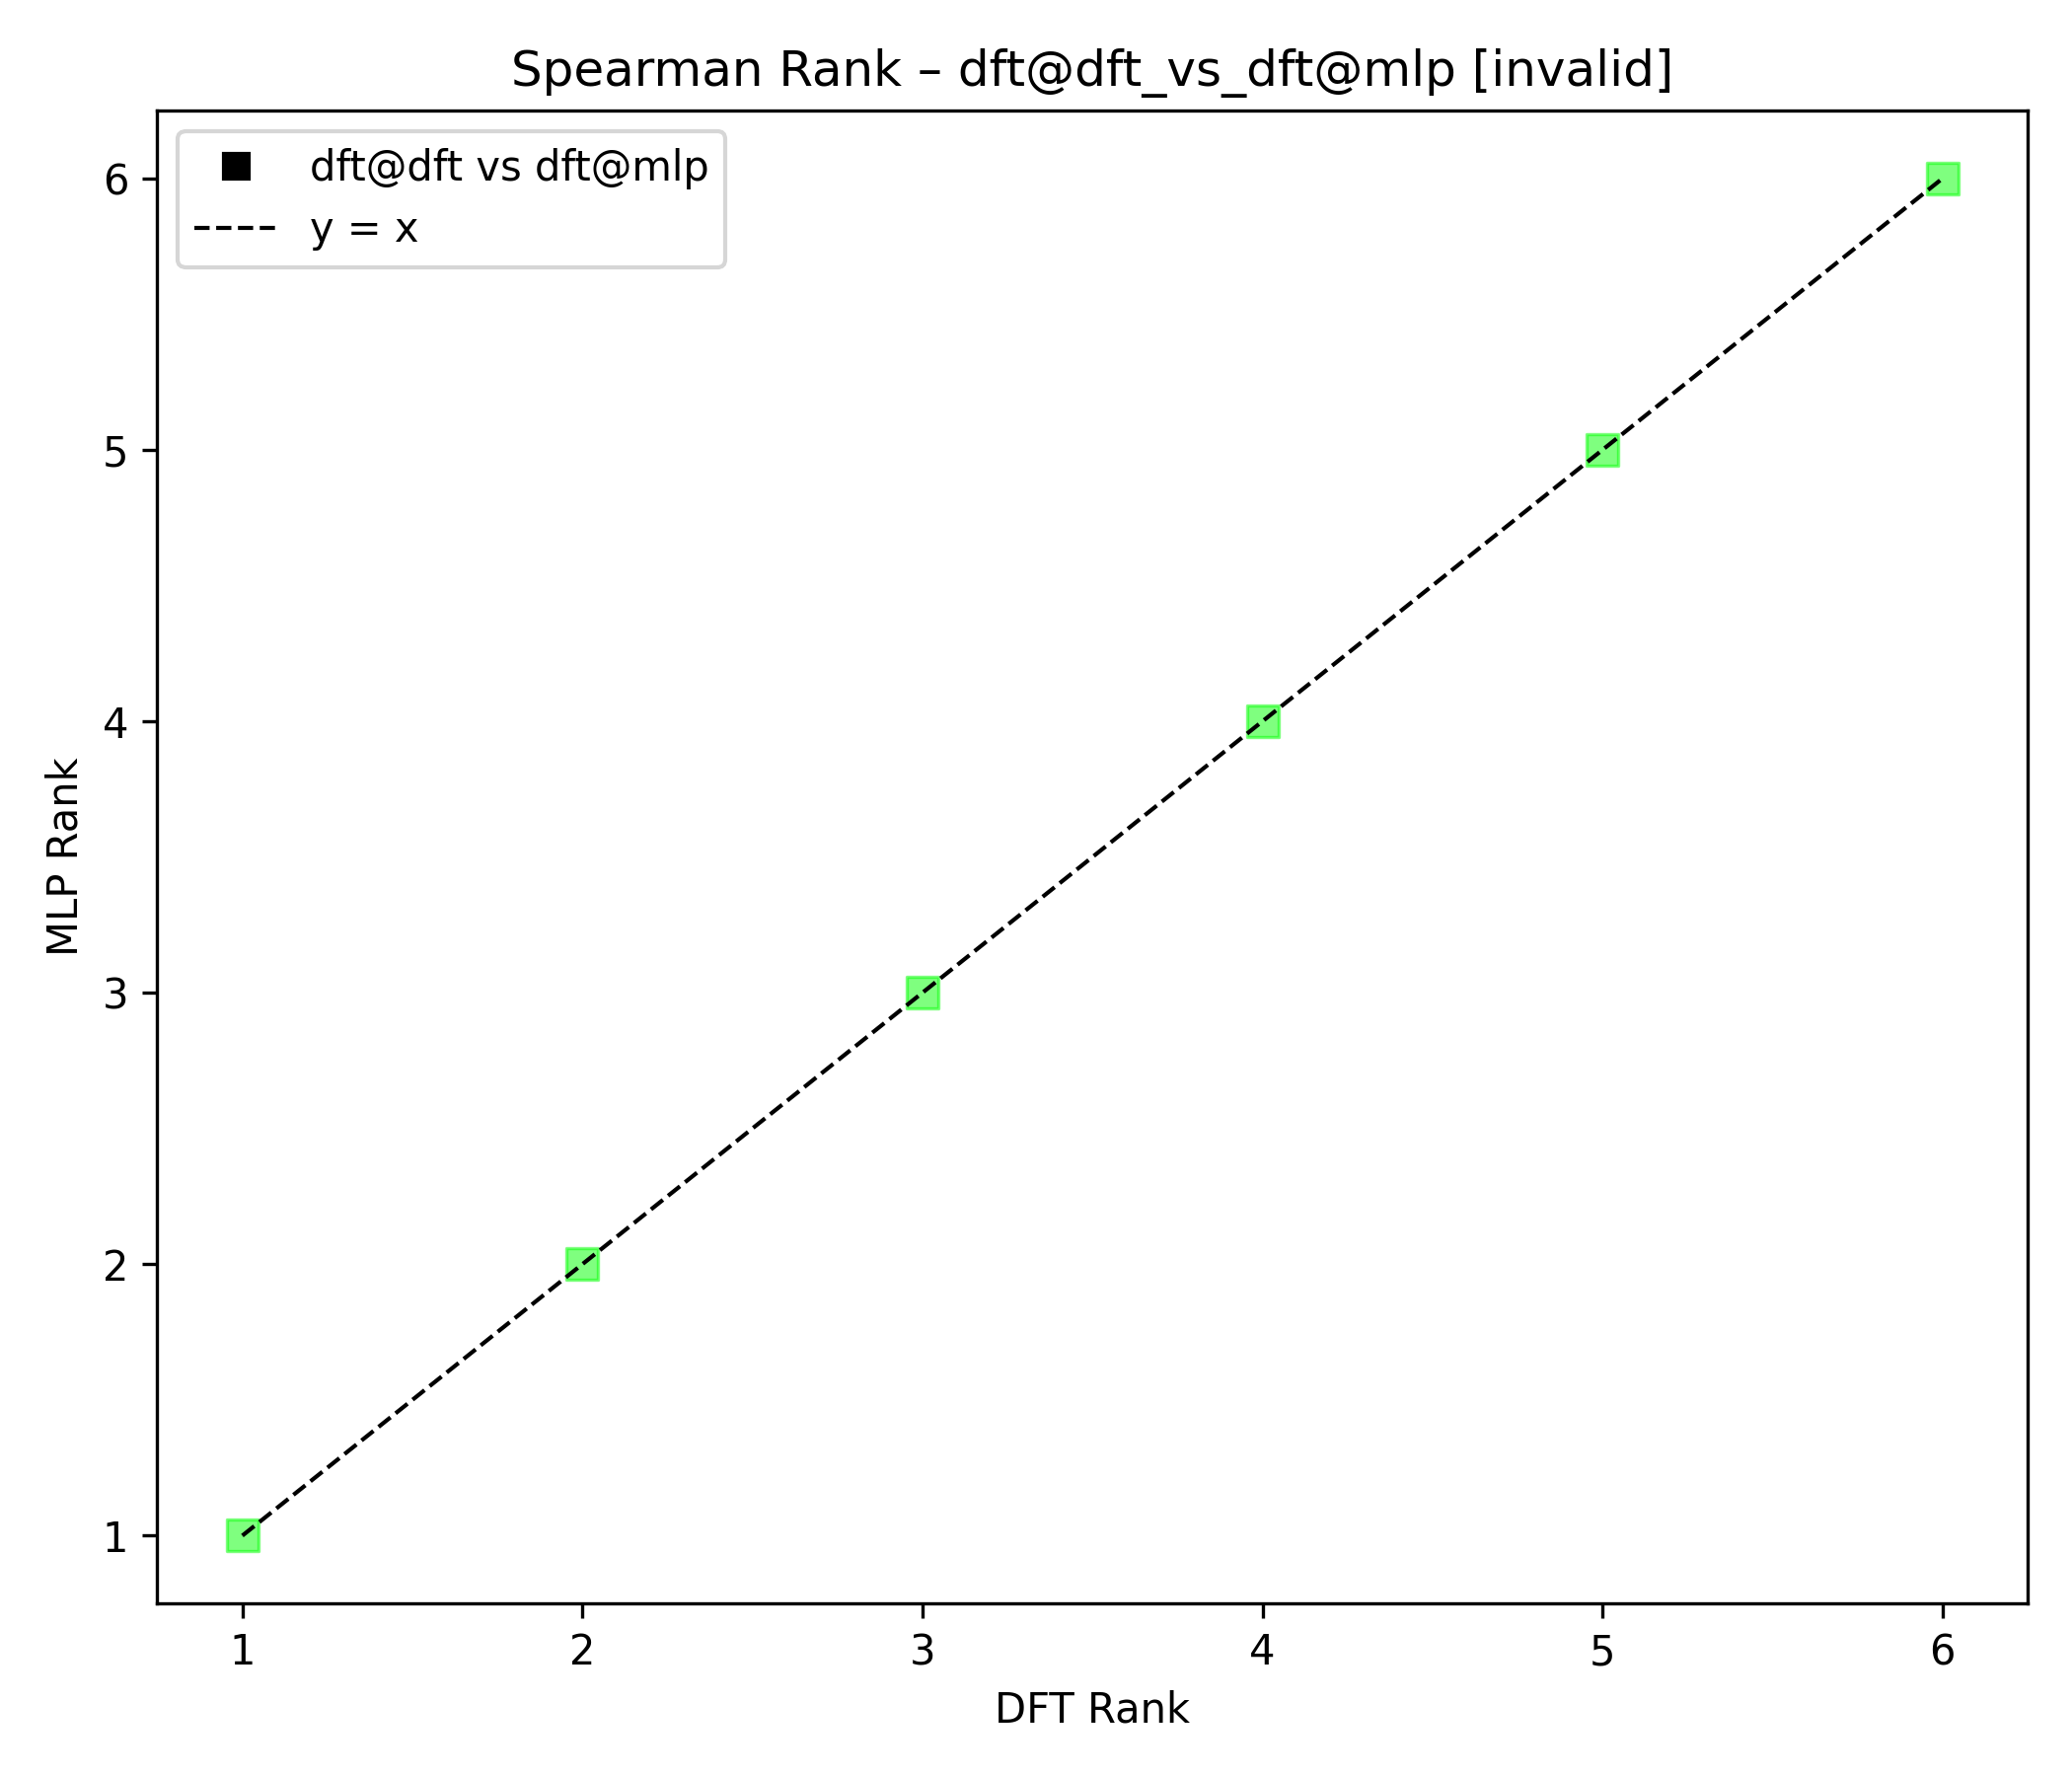 Spearman Rank – dft@dft_vs_dft@mlp [invalid]
dft@dft vs dft@mlp
y = x
6
5
4
3
2
1
MLP Rank
1 2 3 4 5 6
DFT Rank